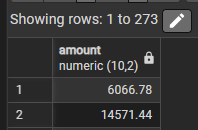 Showing rows: 1 to 273
amount
numeric (10,2)
1 6066.78
2 14571.44